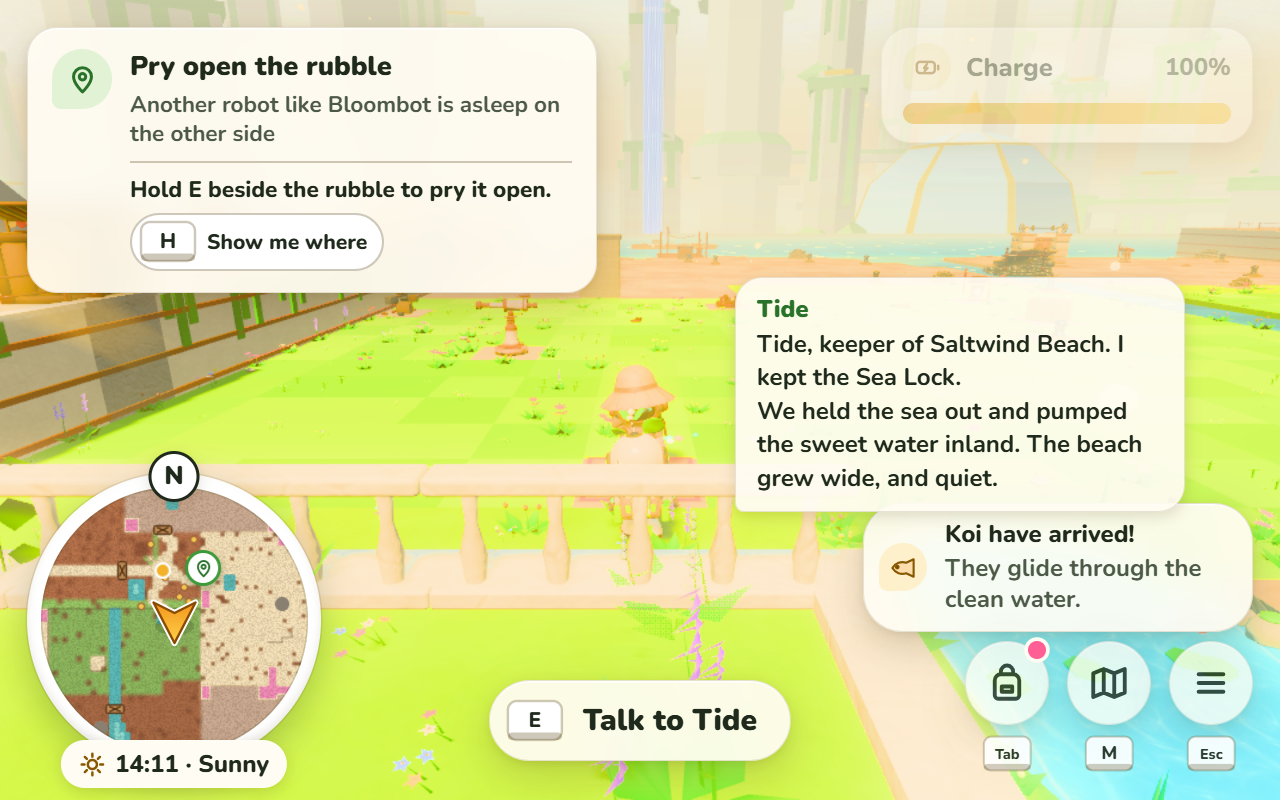 Pry open the rubble
Another robot like Bloombot is asleep on
the other side
Hold E beside the rubble to pry it open.
H Show me where
Charge 100%
Tide
Tide, keeper of Saltwind Beach. I
kept the Sea Lock.
We held the sea out and pumped
the sweet water inland. The beach
grew wide, and quiet.
Koi have arrived!
They glide through the
clean water.
N
14:11 · Sunny
E Talk to Tide
Tab M Esc